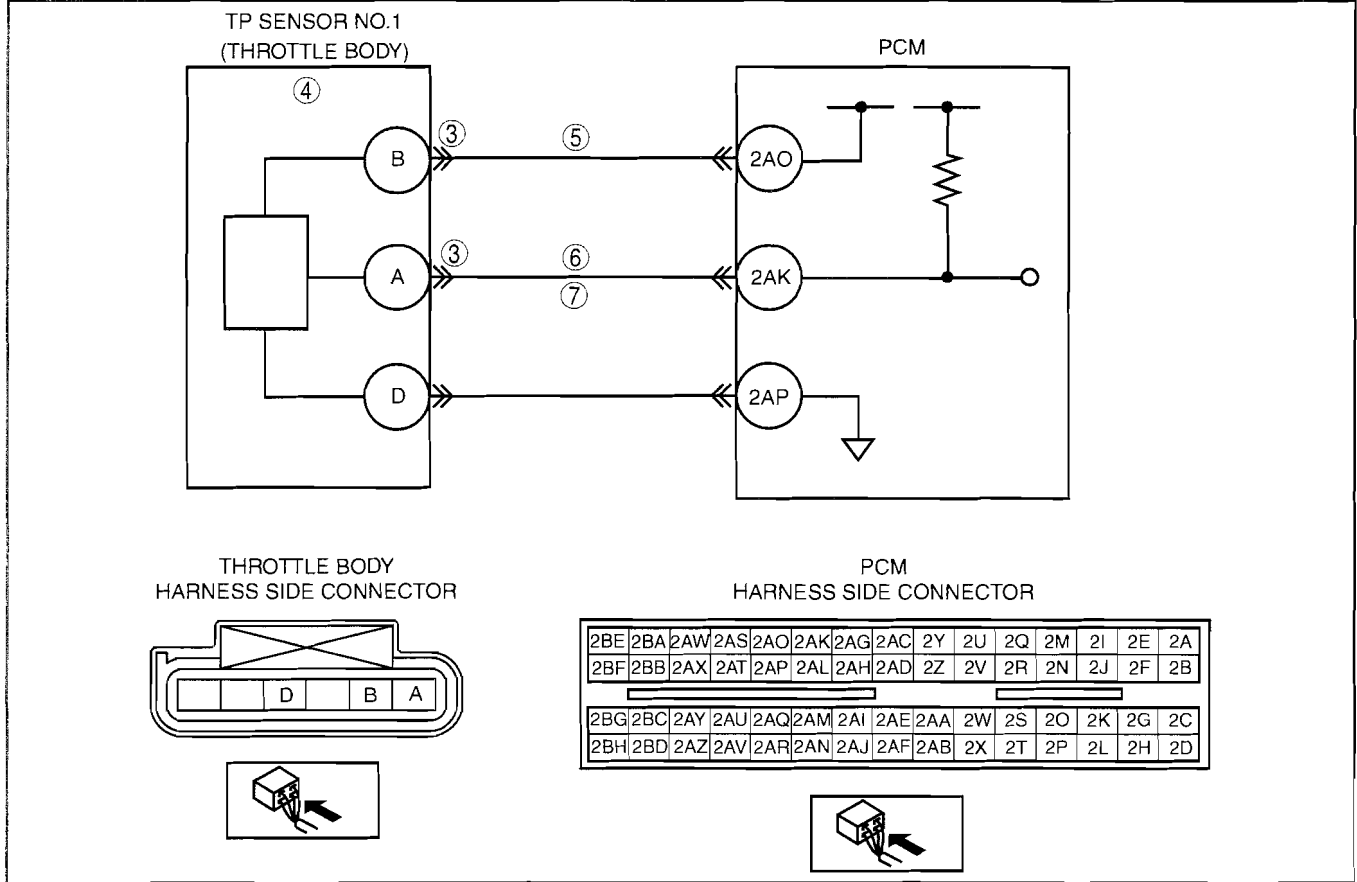 TP SENSOR NO.1
(THROTTLE BODY)
PCM
④
B
③
⑤
2AO
A
③
⑥
⑦
2AK
D
2AP
THROTTLE BODY
HARNESS SIDE CONNECTOR
D B A
PCM
HARNESS SIDE CONNECTOR
2BE 2BA 2AW 2AS 2AO 2AK 2AG 2AC 2Y 2U 2Q 2M 2I 2E 2A
2BF 2BB 2AX 2AT 2AP 2AL 2AH 2AD 2Z 2V 2R 2N 2J 2F 2B
2BG 2BC 2AY 2AU 2AQ 2AM 2AI 2AE 2AA 2W 2S 2O 2K 2G 2C
2BH 2BD 2AZ 2AV 2AR 2AN 2AJ 2AF 2AB 2X 2T 2P 2L 2H 2D